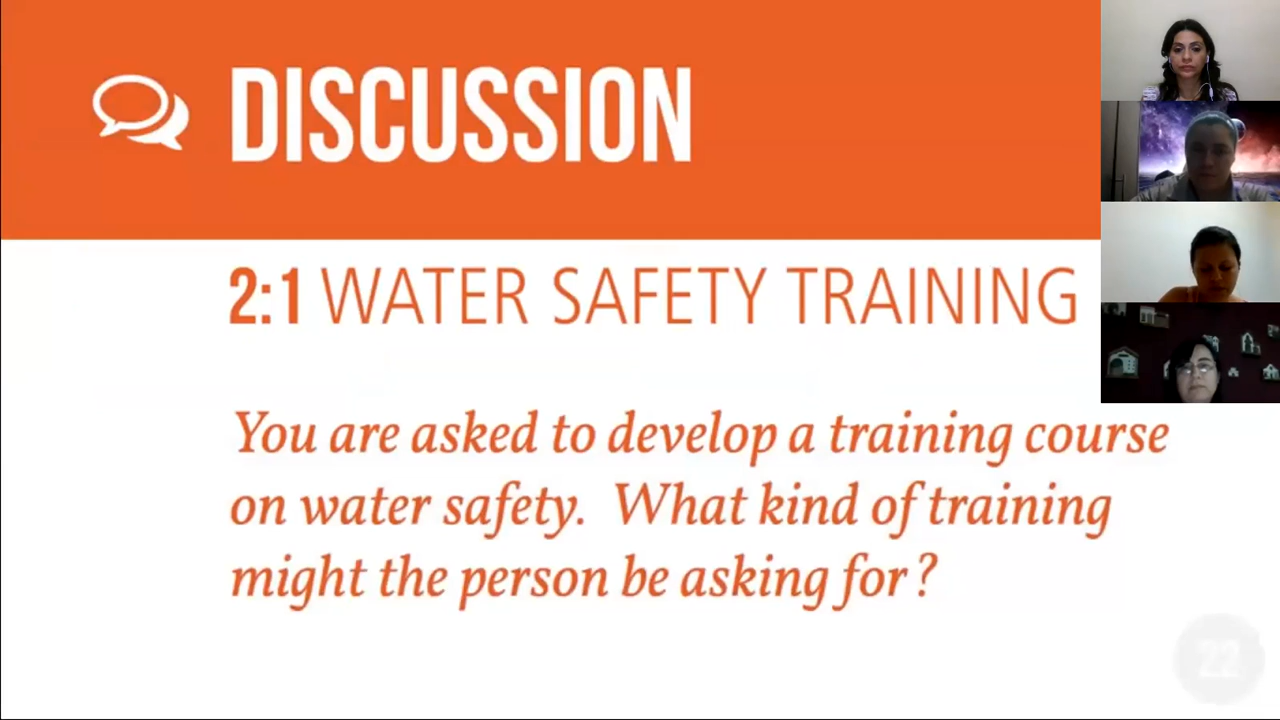 DISCUSSION
2:1 WATER SAFETY TRAINING
You are asked to develop a training course
on water safety. What kind of training
might the person be asking for?
22